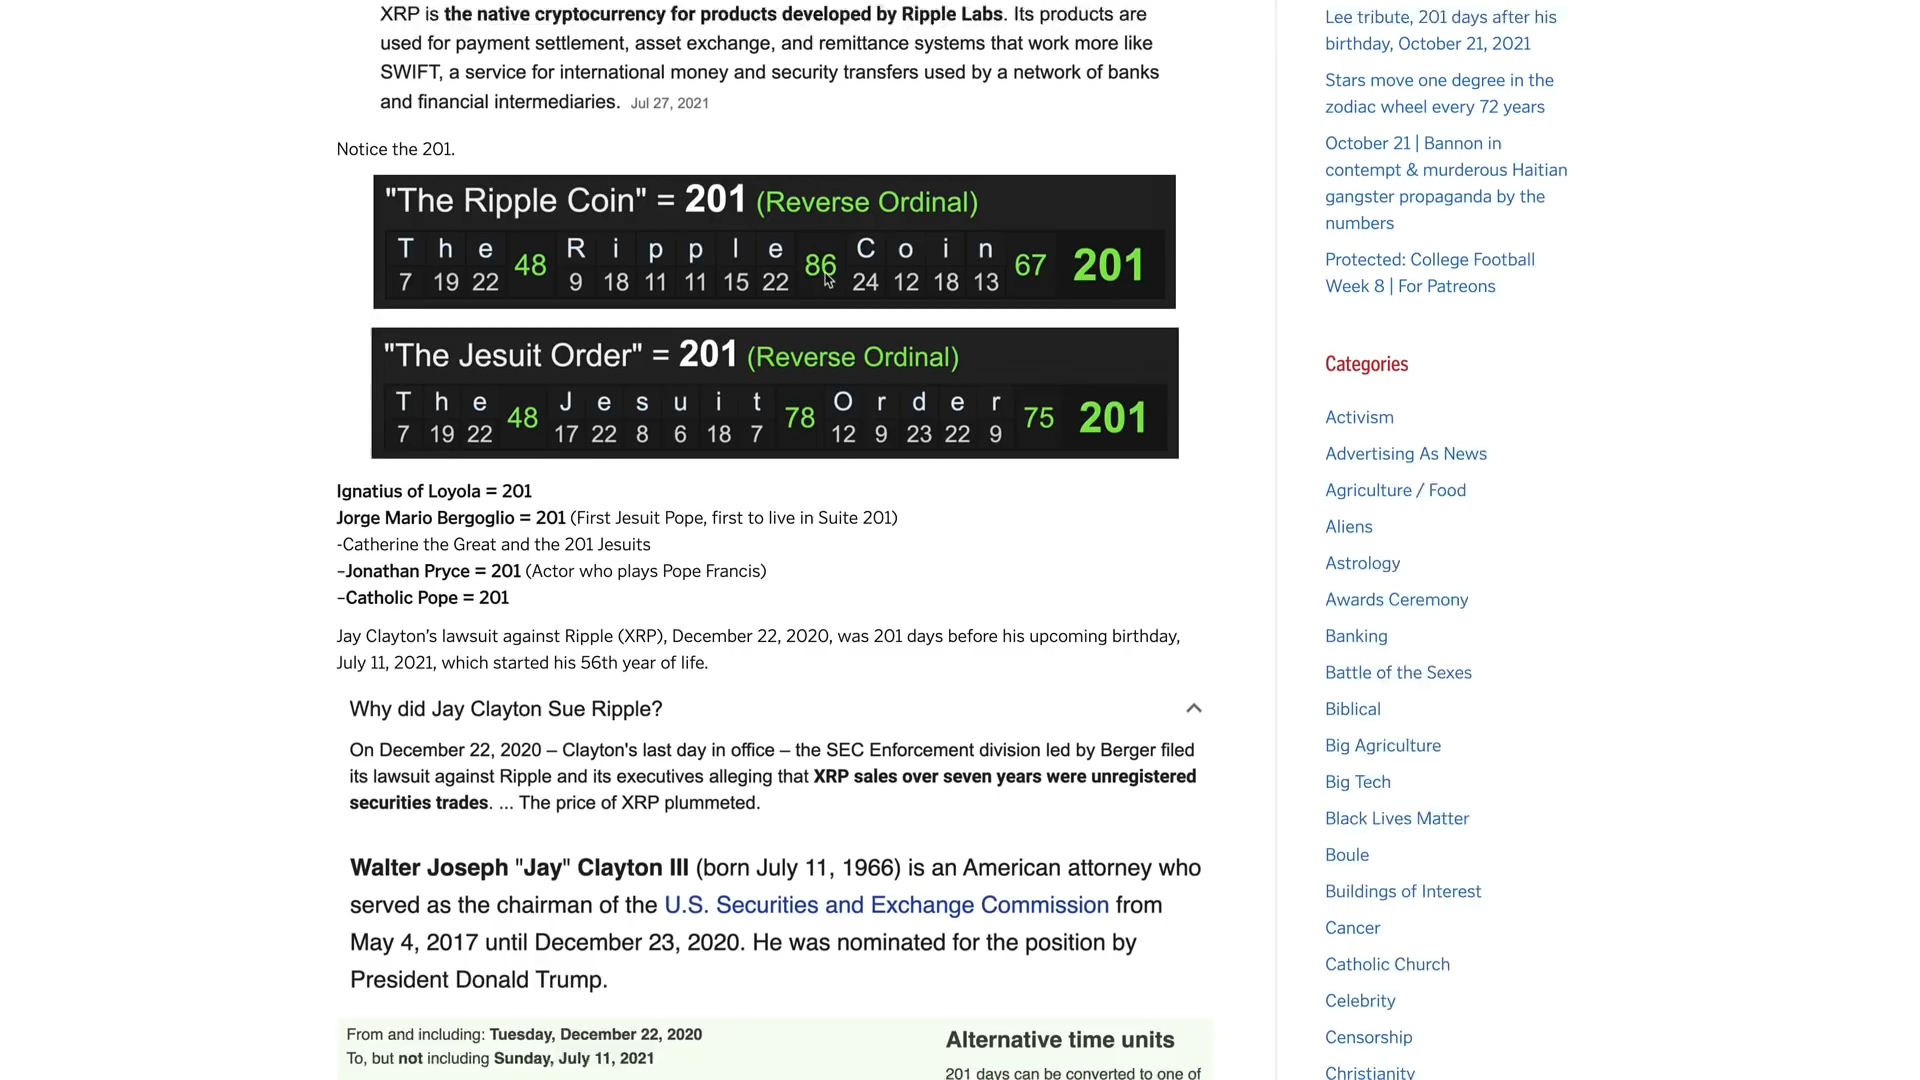 XRP is the native cryptocurrency for products developed by Ripple Labs. Its products are
used for payment settlement, asset exchange, and remittance systems that work more like
SWIFT, a service for international money and security transfers used by a network of banks
and financial intermediaries. Jul 27, 2021
Notice the 201.
"The Ripple Coin" = 201 (Reverse Ordinal)
T h e 48 R i p p l e 86 C o i n 67 201
7 19 22 9 18 11 11 15 22 24 12 18 13
"The Jesuit Order" = 201 (Reverse Ordinal)
T h e 48 J e s u i t 78 O r d e r 75 201
7 19 22 17 22 8 6 18 7 12 9 23 22 9
Ignatius of Loyola = 201
Jorge Mario Bergoglio = 201 (First Jesuit Pope, first to live in Suite 201)
-Catherine the Great and the 201 Jesuits
–Jonathan Pryce = 201 (Actor who plays Pope Francis)
–Catholic Pope = 201
Jay Clayton’s lawsuit against Ripple (XRP), December 22, 2020, was 201 days before his upcoming birthday,
July 11, 2021, which started his 56th year of life.
Why did Jay Clayton Sue Ripple?
On December 22, 2020 – Clayton's last day in office – the SEC Enforcement division led by Berger filed
its lawsuit against Ripple and its executives alleging that XRP sales over seven years were unregistered
securities trades. ... The price of XRP plummeted.
Walter Joseph "Jay" Clayton III (born July 11, 1966) is an American attorney who
served as the chairman of the U.S. Securities and Exchange Commission from
May 4, 2017 until December 23, 2020. He was nominated for the position by
President Donald Trump.
From and including: Tuesday, December 22, 2020
To, but not including Sunday, July 11, 2021
Alternative time units
201 days can be converted to one of
Lee tribute, 201 days after his
birthday, October 21, 2021
Stars move one degree in the
zodiac wheel every 72 years
October 21 | Bannon in
contempt & murderous Haitian
gangster propaganda by the
numbers
Protected: College Football
Week 8 | For Patreons
Categories
Activism
Advertising As News
Agriculture / Food
Aliens
Astrology
Awards Ceremony
Banking
Battle of the Sexes
Biblical
Big Agriculture
Big Tech
Black Lives Matter
Boule
Buildings of Interest
Cancer
Catholic Church
Celebrity
Censorship
Christianity